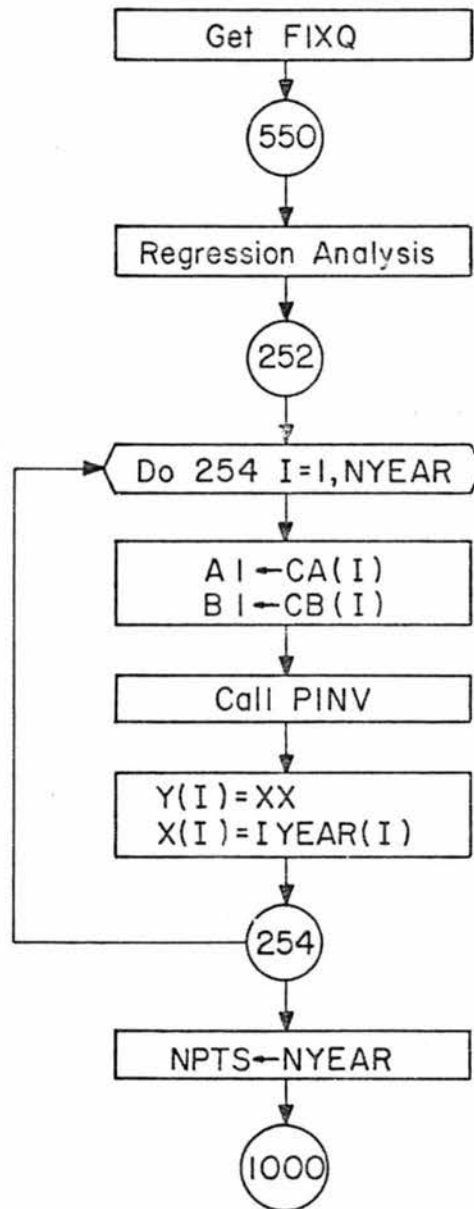 Get FIXQ
550
Regression Analysis
252
Do 254 I=1,NYEAR
A1←CA(I)
B1←CB(I)
Call PINV
Y(I)=XX
X(I)=IYEAR(I)
254
NPTS←NYEAR
1000